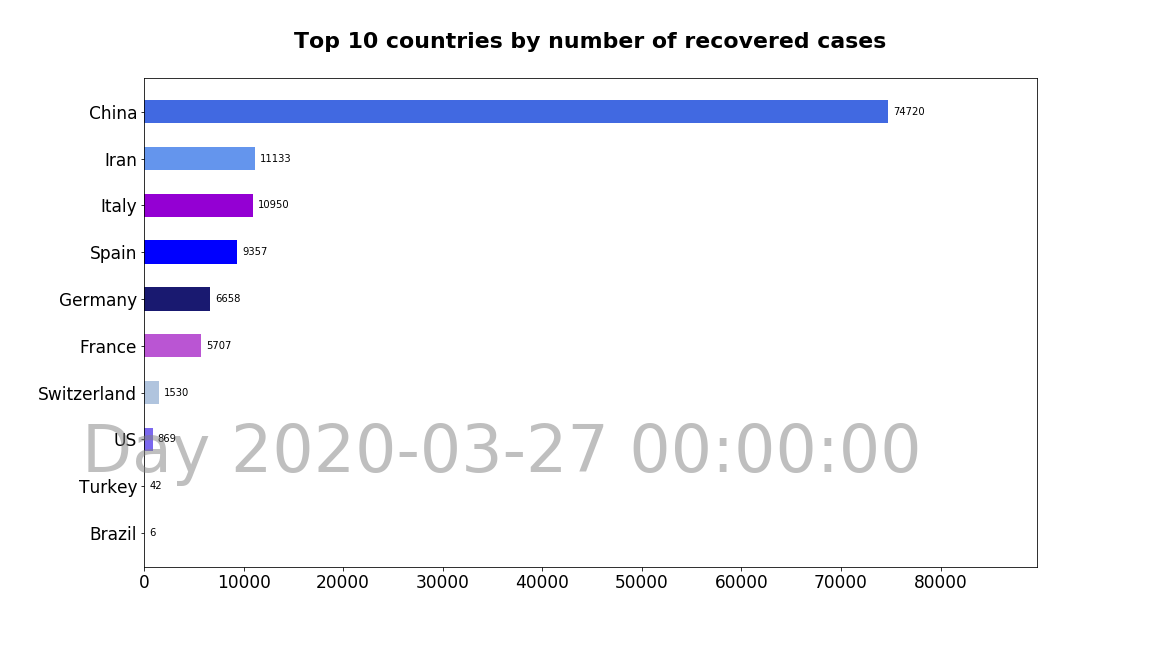 Top 10 countries by number of recovered cases
China 74720
Iran 11133
Italy 10950
Spain 9357
Germany 6658
France 5707
Switzerland 1530
US 869
Day 2020-03-27 00:00:00
Turkey 42
Brazil 6
0 10000 20000 30000 40000 50000 60000 70000 80000